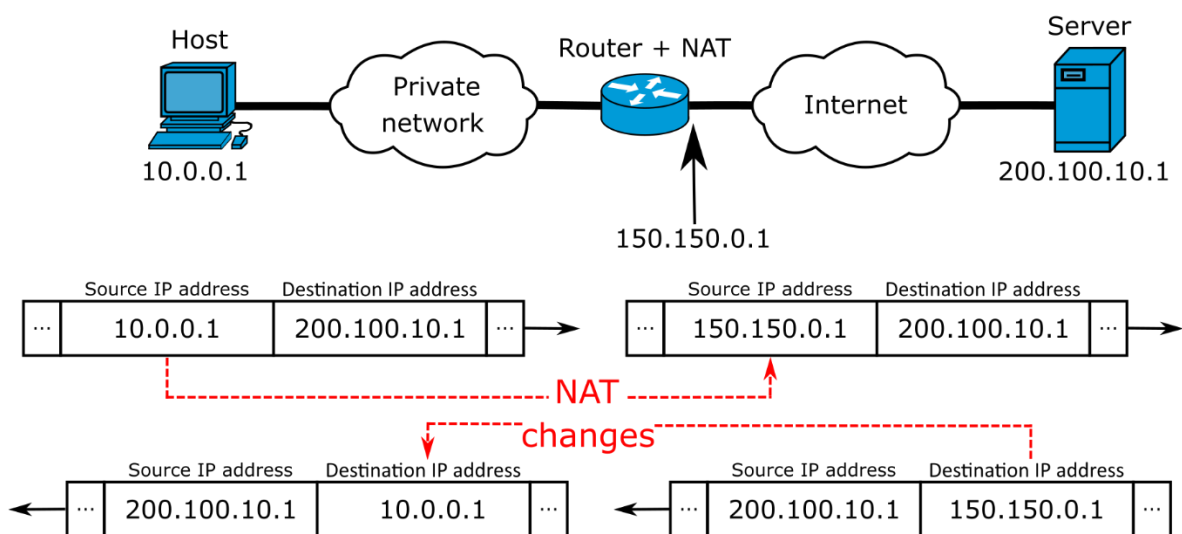 Host
Router + NAT
Server
Private
network
Internet
10.0.0.1
200.100.10.1
150.150.0.1
Source IP address Destination IP address
... 10.0.0.1 200.100.10.1 ...
Source IP address Destination IP address
... 150.150.0.1 200.100.10.1 ...
NAT
changes
Source IP address Destination IP address
... 200.100.10.1 10.0.0.1 ...
Source IP address Destination IP address
... 200.100.10.1 150.150.0.1 ...